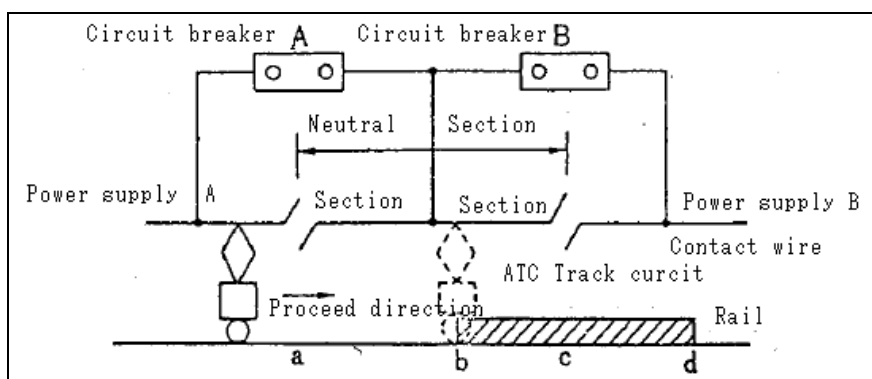 Circuit breaker A Circuit breaker B
Neutral Section
Power supply A Section Section Power supply B
Contact wire
ATC Track curcit
Proceed direction Rail
a b c d